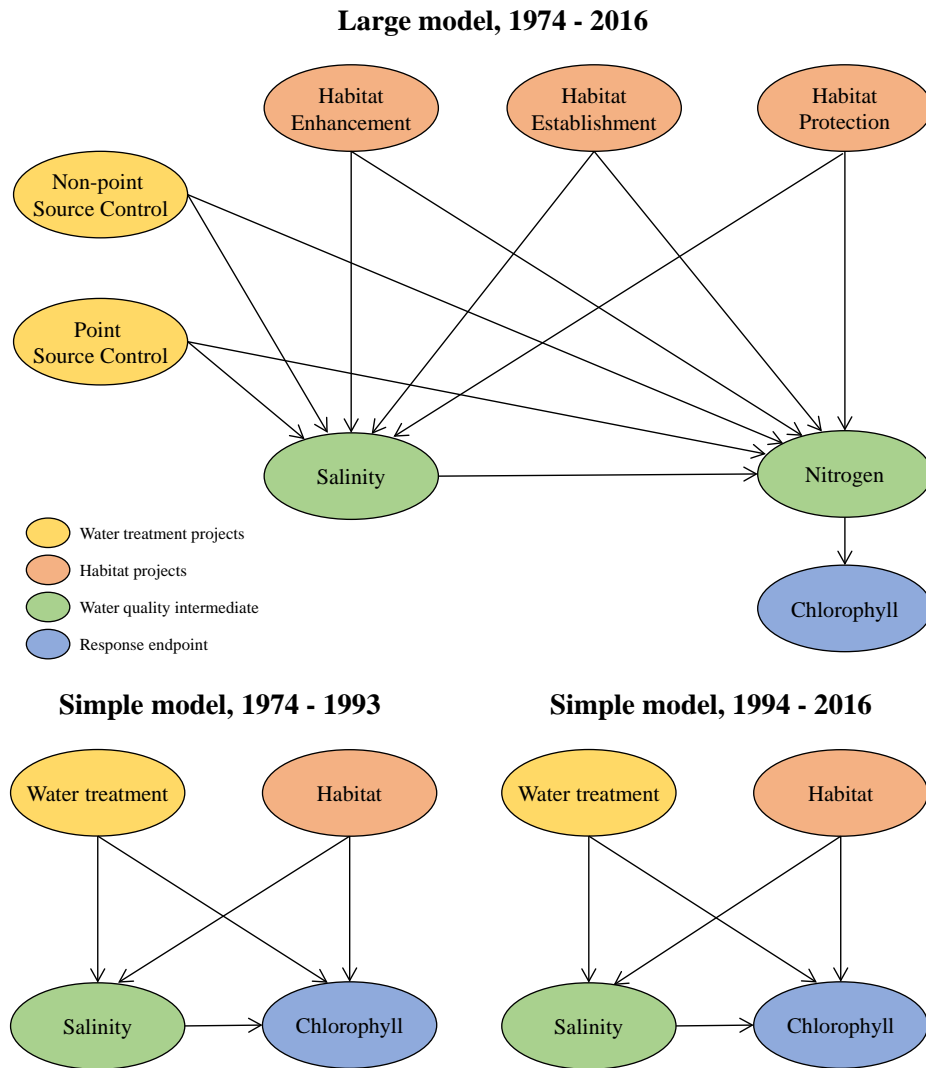 Large model, 1974 - 2016
Habitat
Enhancement
Habitat
Establishment
Habitat
Protection
Non-point
Source Control
Point
Source Control
Salinity
Nitrogen
Chlorophyll
Water treatment projects
Habitat projects
Water quality intermediate
Response endpoint
Simple model, 1974 - 1993
Water treatment
Habitat
Salinity
Chlorophyll
Simple model, 1994 - 2016
Water treatment
Habitat
Salinity
Chlorophyll